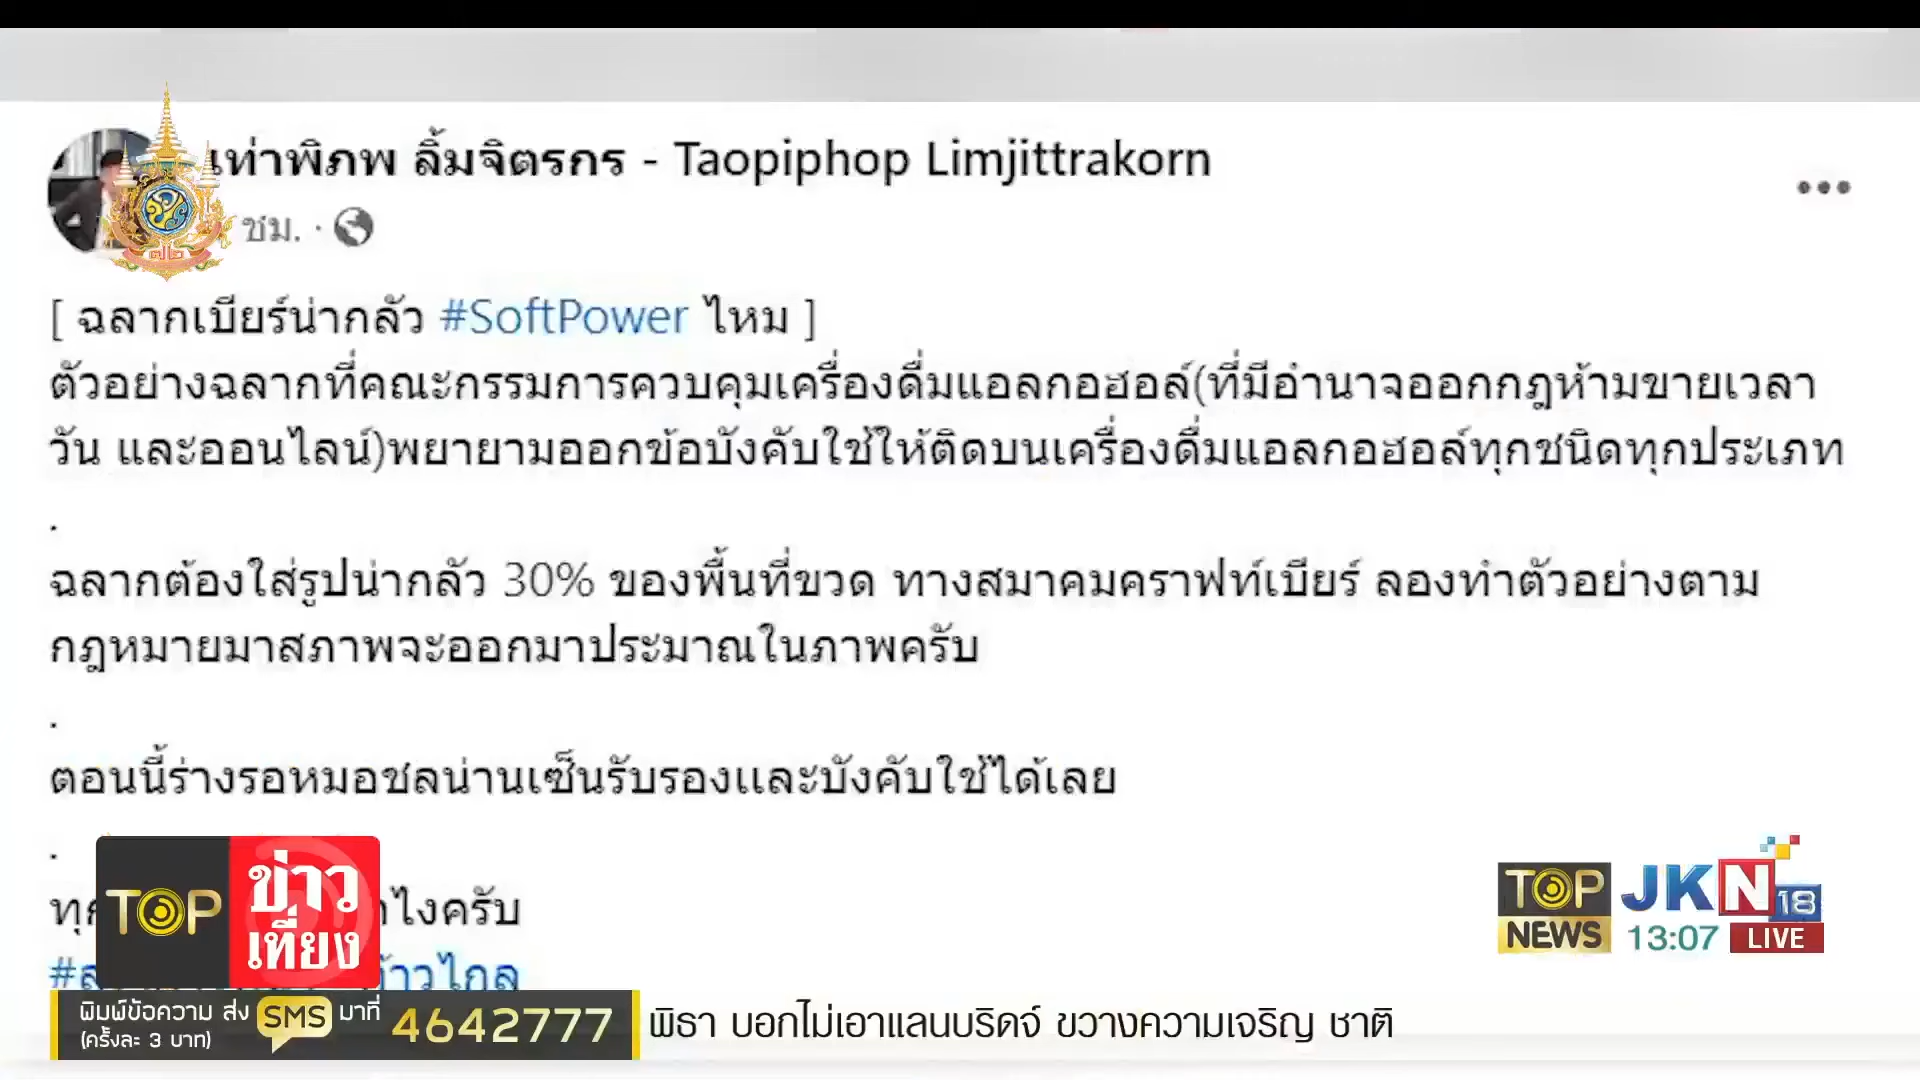 เท่าพิภพ ลิ้มจิตรกร - Taopiphop Limjittrakorn
ชม.
[ ฉลากเบียร์น่ากลัว #SoftPower ไหม ]
ตัวอย่างฉลากที่คณะกรรมการควบคุมเครื่องดื่มแอลกอฮอล์(ที่มีอำนาจออกกฎห้ามขายเวลา
วัน และออนไลน์)พยายามออกข้อบังคับใช้ให้ติดบนเครื่องดื่มแอลกอฮอล์ทุกชนิดทุกประเภท
.
ฉลากต้องใส่รูปน่ากลัว 30% ของพื้นที่ขวด ทางสมาคมคราฟท์เบียร์ ลองทำตัวอย่างตาม
กฎหมายมาสภาพจะออกมาประมาณในภาพครับ
.
ตอนนี้ร่างรอหมอชลน่านเซ็นรับรองและบังคับใช้ได้เลย
.
ไงครับ
TOP ข่าวเที่ยง
TOP NEWS
JKN 18
13:07 LIVE
พิมพ์ข้อความ ส่ง SMS มาที่ 4642777
(ครั้งละ 3 บาท)
พิธา บอกไม่เอาแลนบริดจ์ ขวางความเจริญ ชาติ